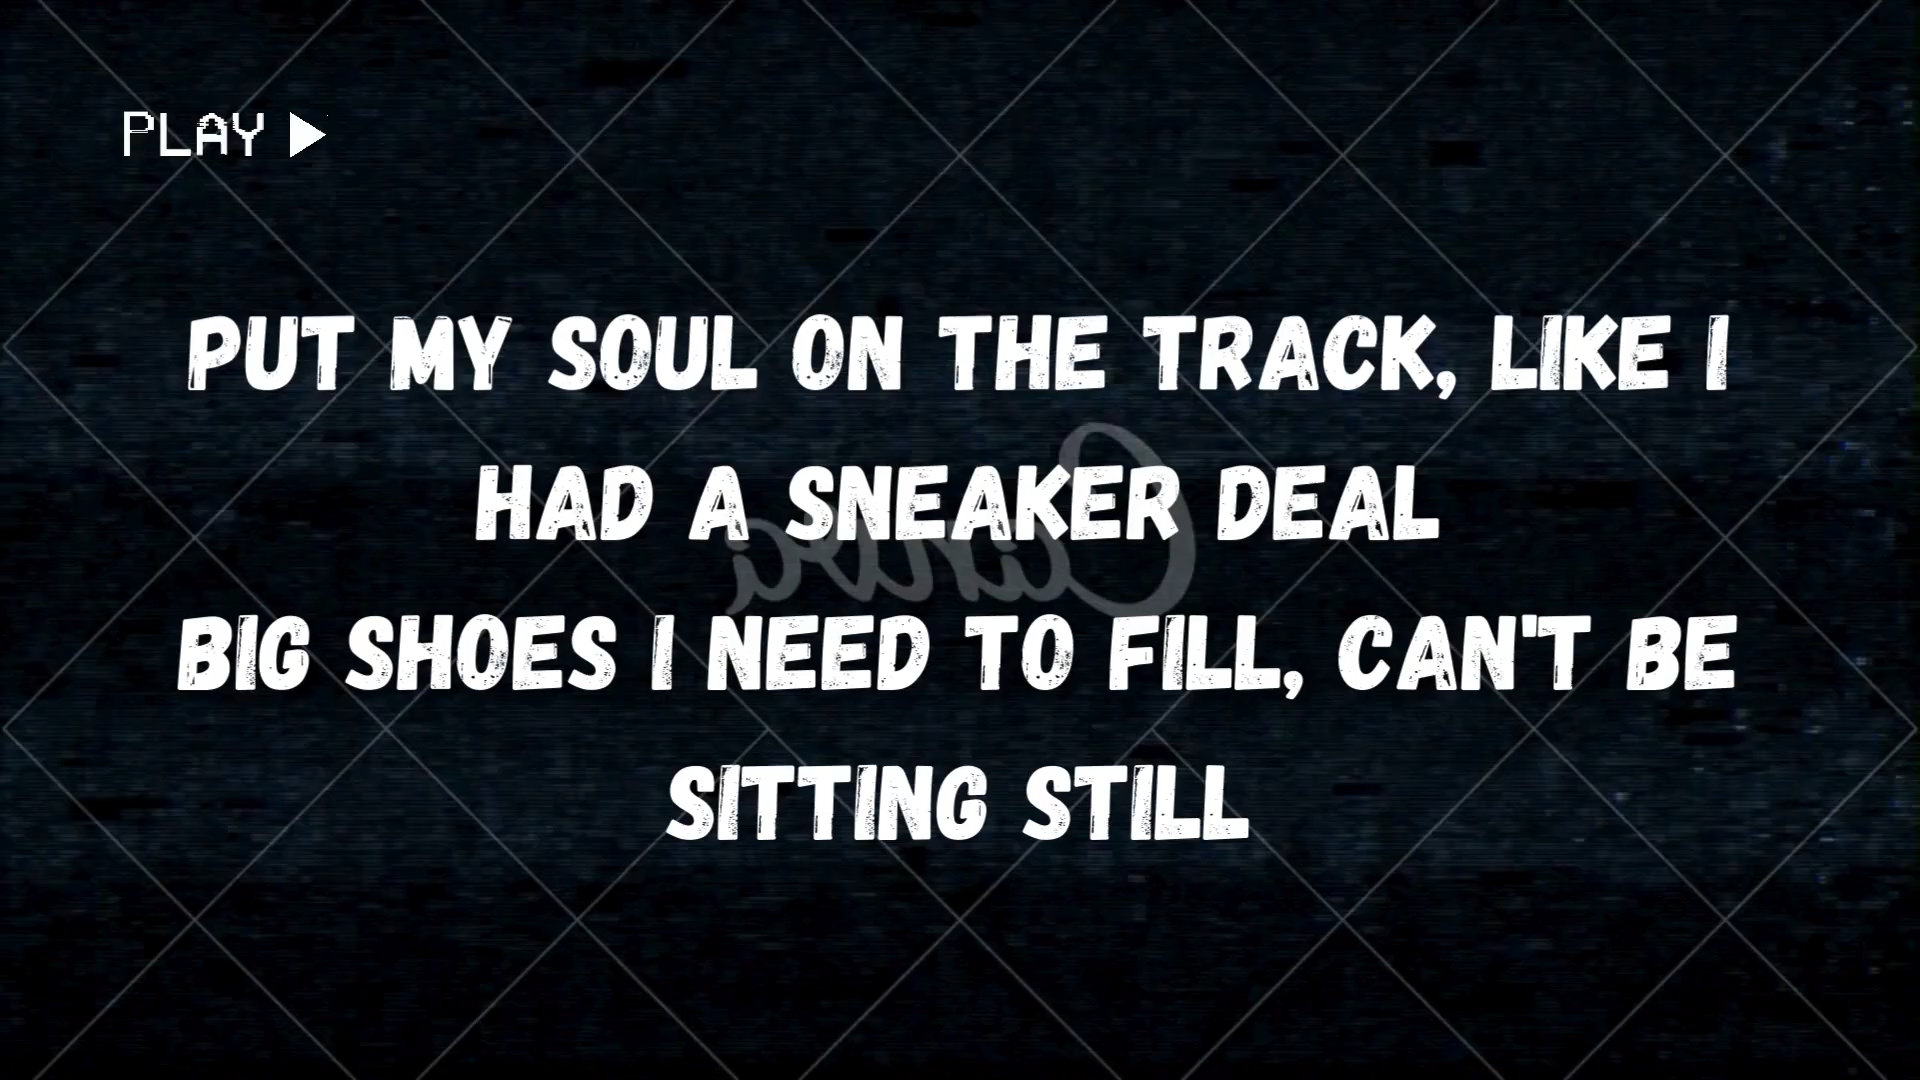 PLAY
PUT MY SOUL ON THE TRACK, LIKE I
HAD A SNEAKER DEAL
BIG SHOES I NEED TO FILL, CAN'T BE
SITTING STILL
Canva